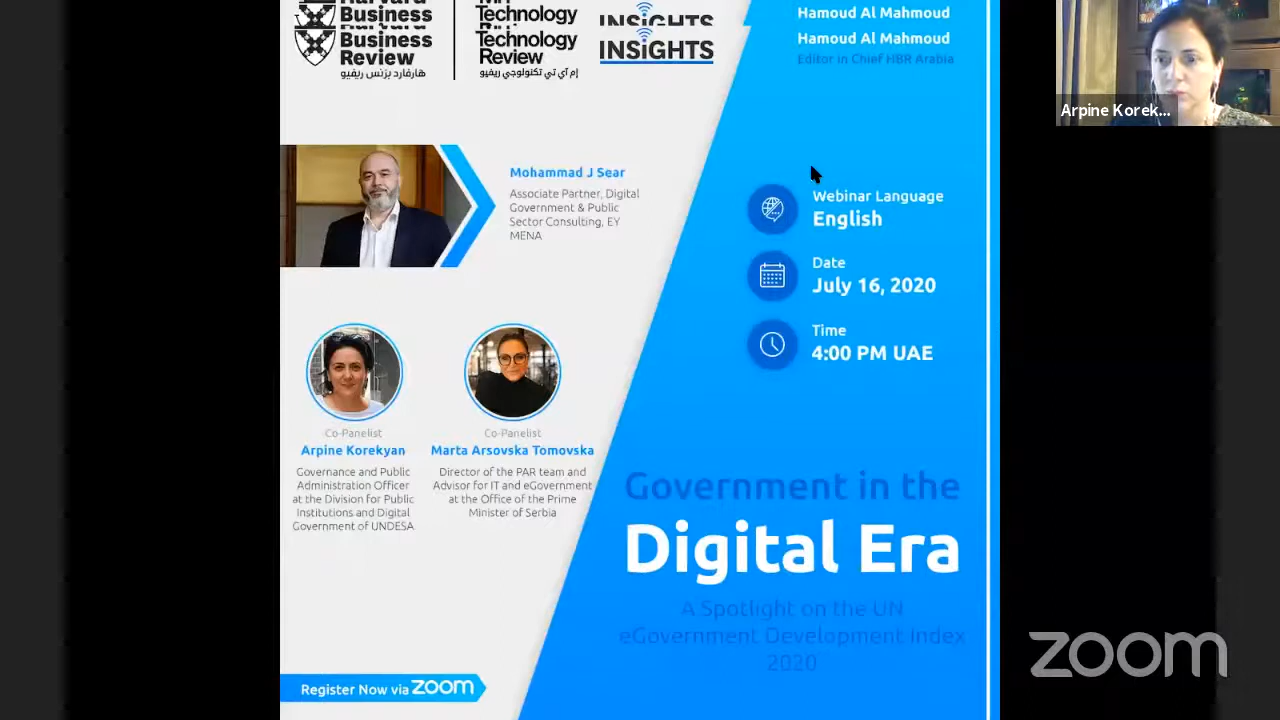 Harvard
Business
Business
Review
هارفارد بزنس ريفيو
Technology
Technology
Review
إم آي تي تكنولوجي ريفيو
INSIGHTS
INSIGHTS
Hamoud Al Mahmoud
Hamoud Al Mahmoud
Editor in Chief HBR Arabia
Arpine Korek...
Mohammad J Sear
Associate Partner, Digital
Government & Public
Sector Consulting, EY
MENA
Webinar Language
English
Date
July 16, 2020
Time
4:00 PM UAE
Co-Panelist
Arpine Korekyan
Governance and Public
Administration Officer
at the Division for Public
Institutions and Digital
Government of UNDESA
Co-Panelist
Marta Arsovska Tomovska
Director of the PAR team and
Advisor for IT and eGovernment
at the Office of the Prime
Minister of Serbia
Government in the
Digital Era
A Spotlight on the UN
eGovernment Development Index
2020
Register Now via zoom
zoom